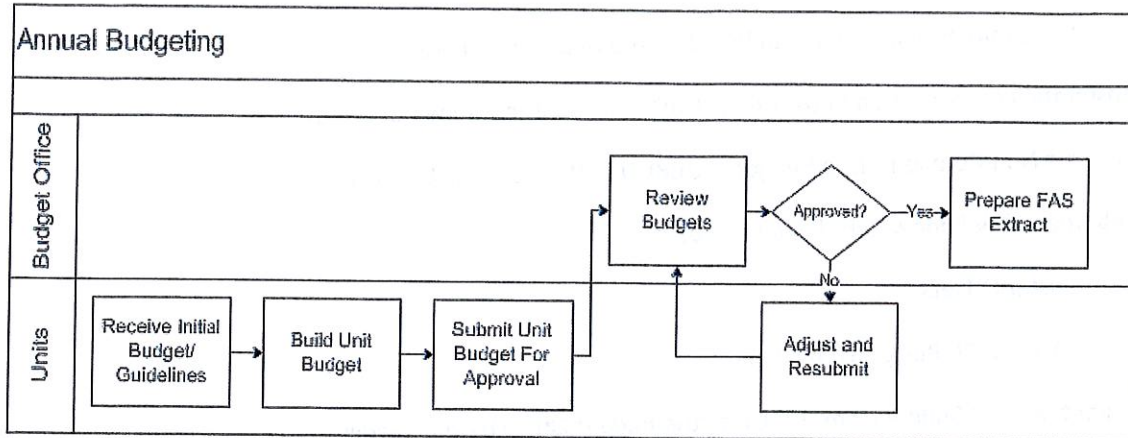 Annual Budgeting
Budget Office
Review
Budgets
Approved?
Yes
Prepare FAS
Extract
No
Units
Receive Initial
Budget/
Guidelines
Build Unit
Budget
Submit Unit
Budget For
Approval
Adjust and
Resubmit